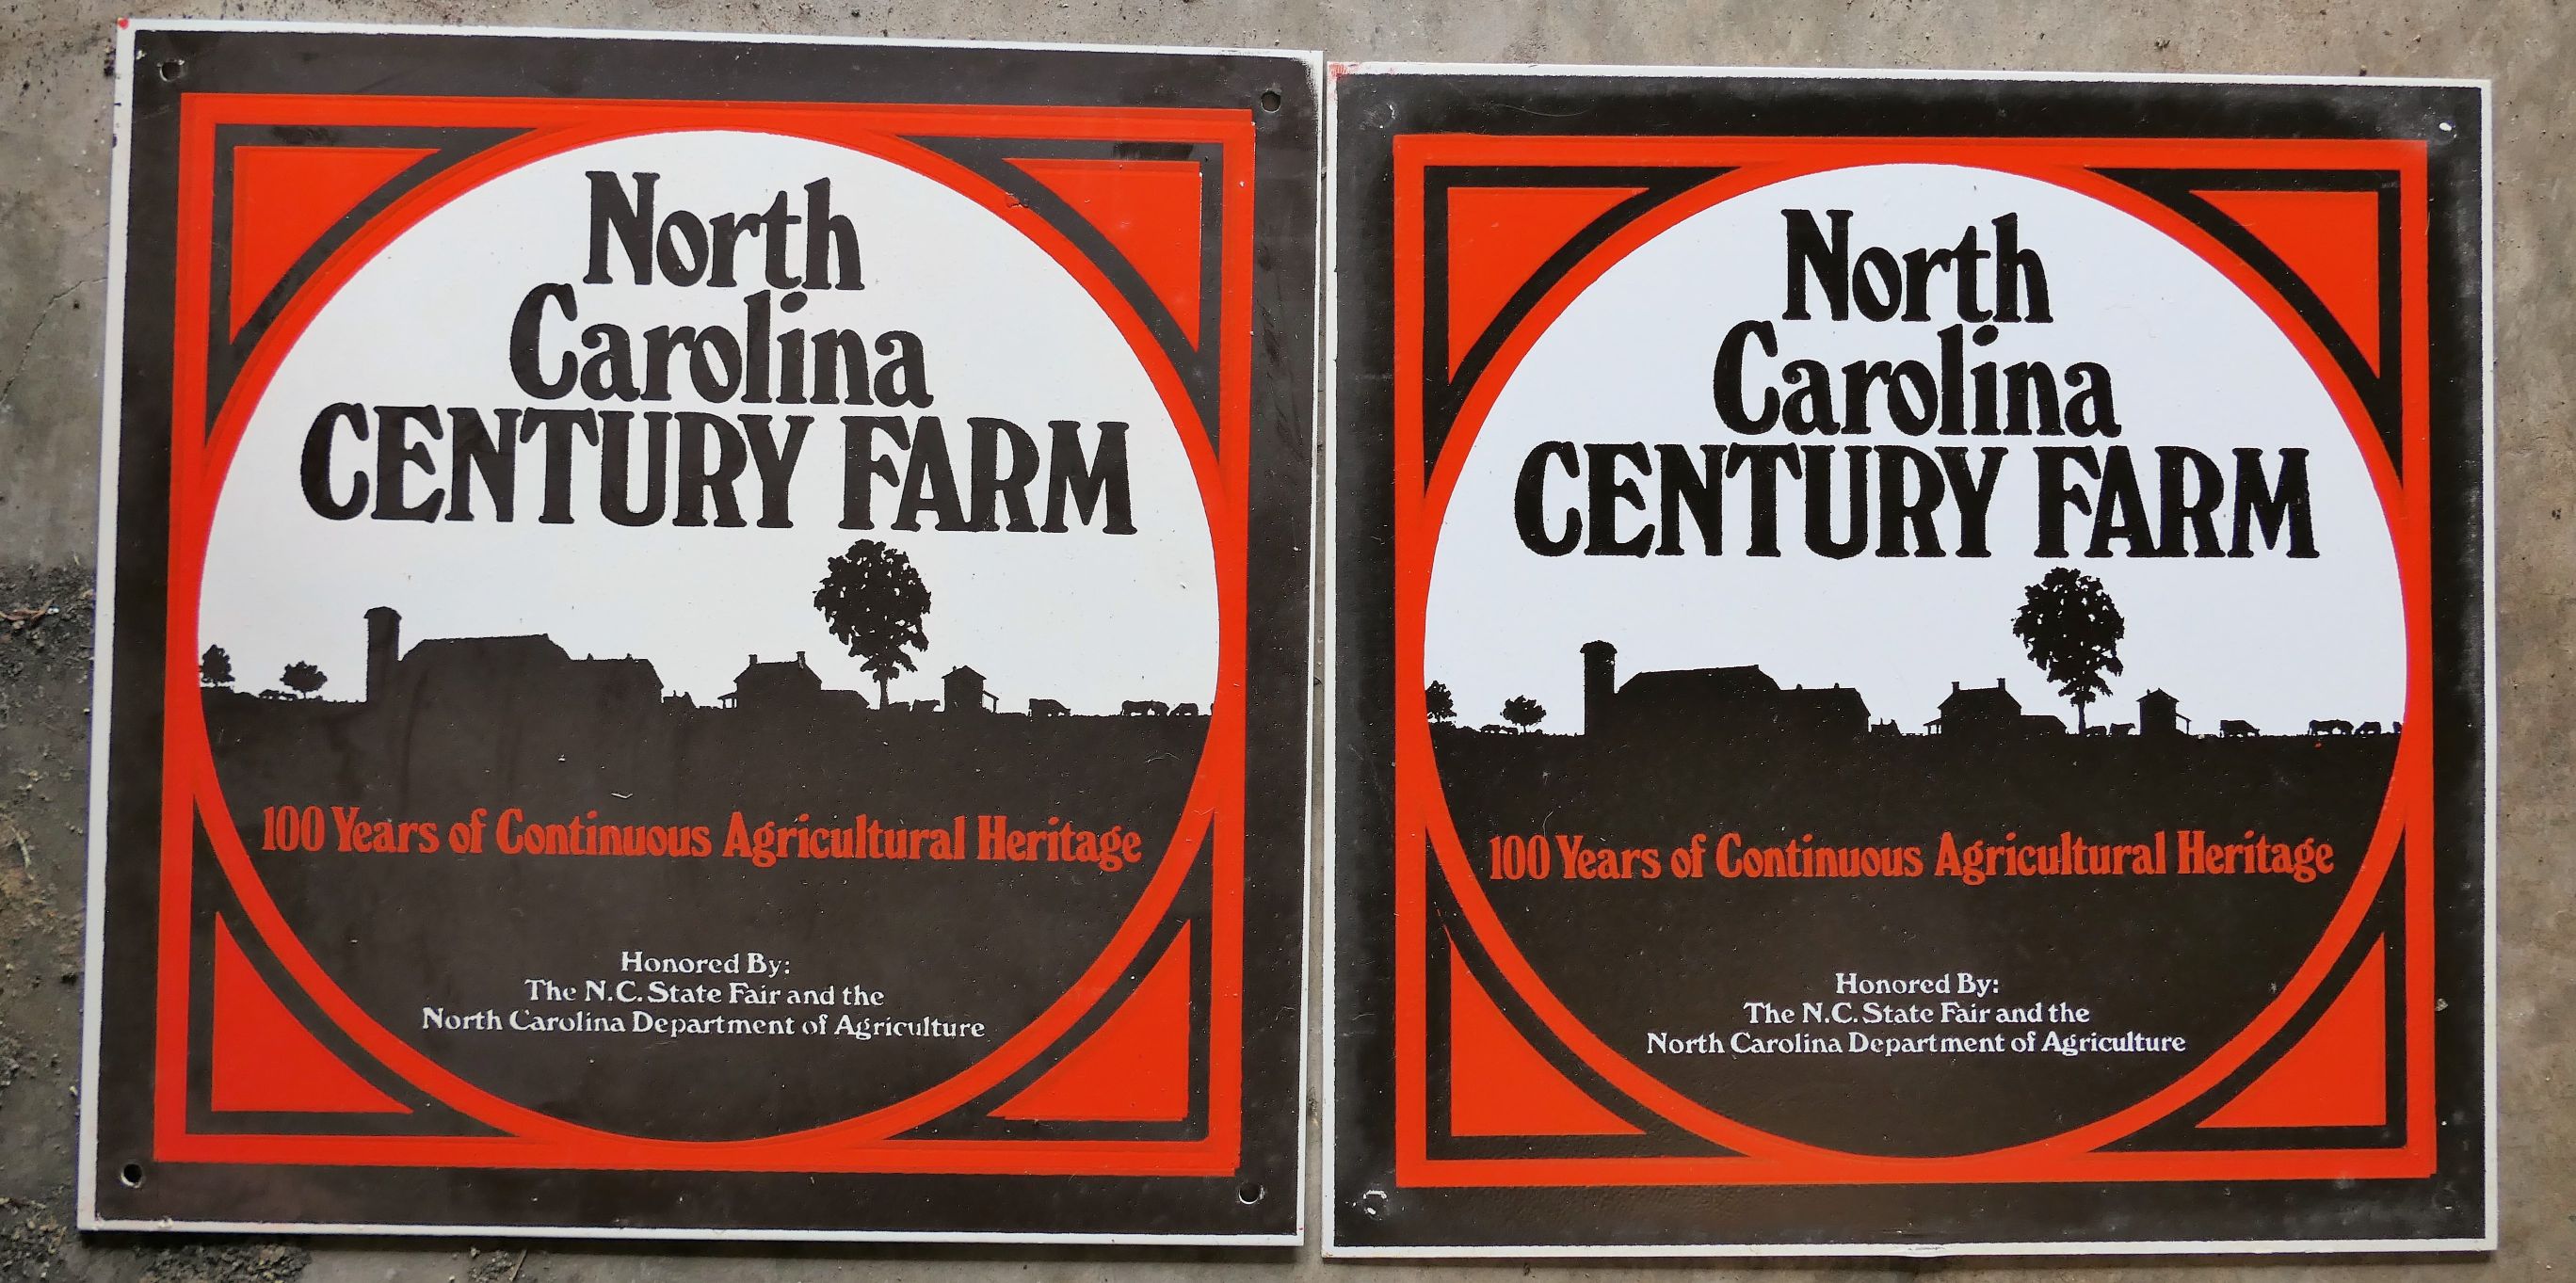 North
Carolina
CENTURY FARM
100 Years of Continuous Agricultural Heritage
Honored By:
The N.C. State Fair and the
North Carolina Department of Agriculture
North
Carolina
CENTURY FARM
100 Years of Continuous Agricultural Heritage
Honored By:
The N.C. State Fair and the
North Carolina Department of Agriculture